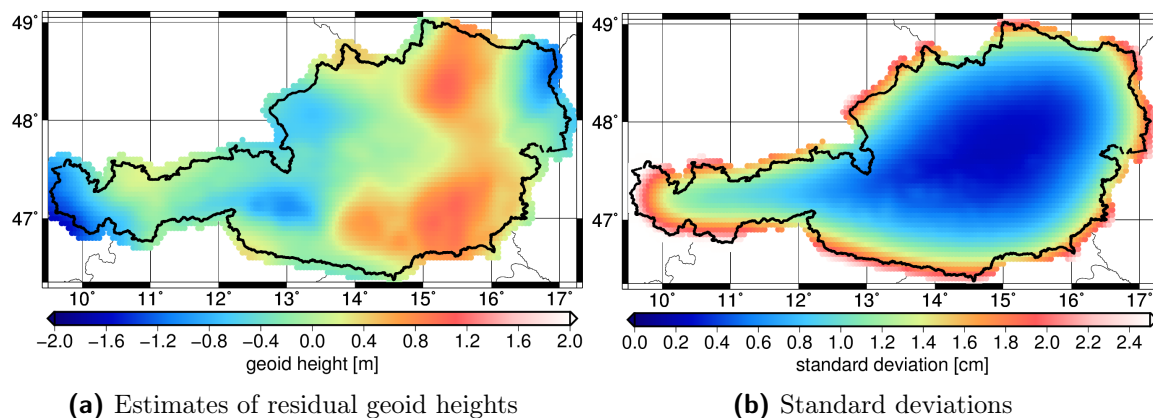 49°
48°
47°
10° 11° 12° 13° 14° 15° 16° 17°
−2.0 −1.6 −1.2 −0.8 −0.4 0.0 0.4 0.8 1.2 1.6 2.0
geoid height [m]
(a) Estimates of residual geoid heights
49°
48°
47°
10° 11° 12° 13° 14° 15° 16° 17°
0.0 0.2 0.4 0.6 0.8 1.0 1.2 1.4 1.6 1.8 2.0 2.2 2.4
standard deviation [cm]
(b) Standard deviations